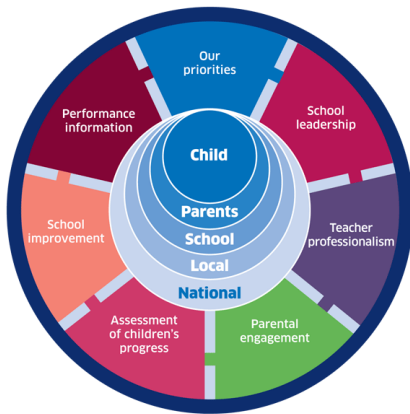 Our
priorities
School
leadership
Teacher
professionalism
Parental
engagement
Assessment
of children's
progress
School
improvement
Performance
information
Child
Parents
School
Local
National